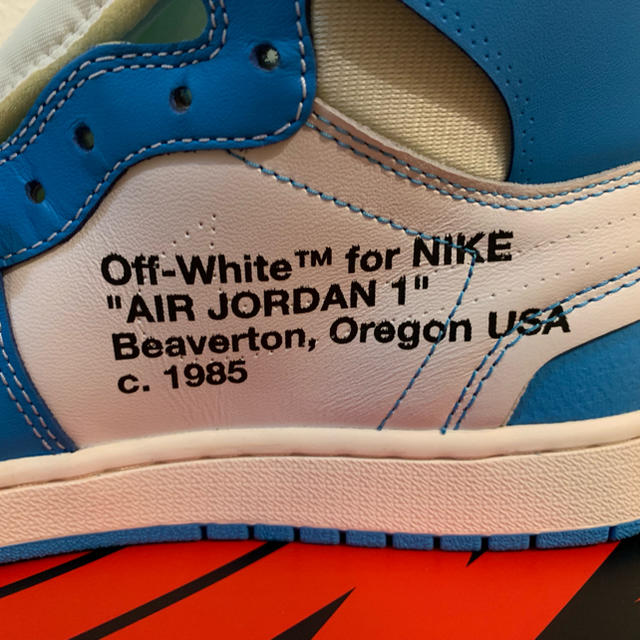 Off-White™ for NIKE
"AIR JORDAN 1"
Beaverton, Oregon USA
c. 1985